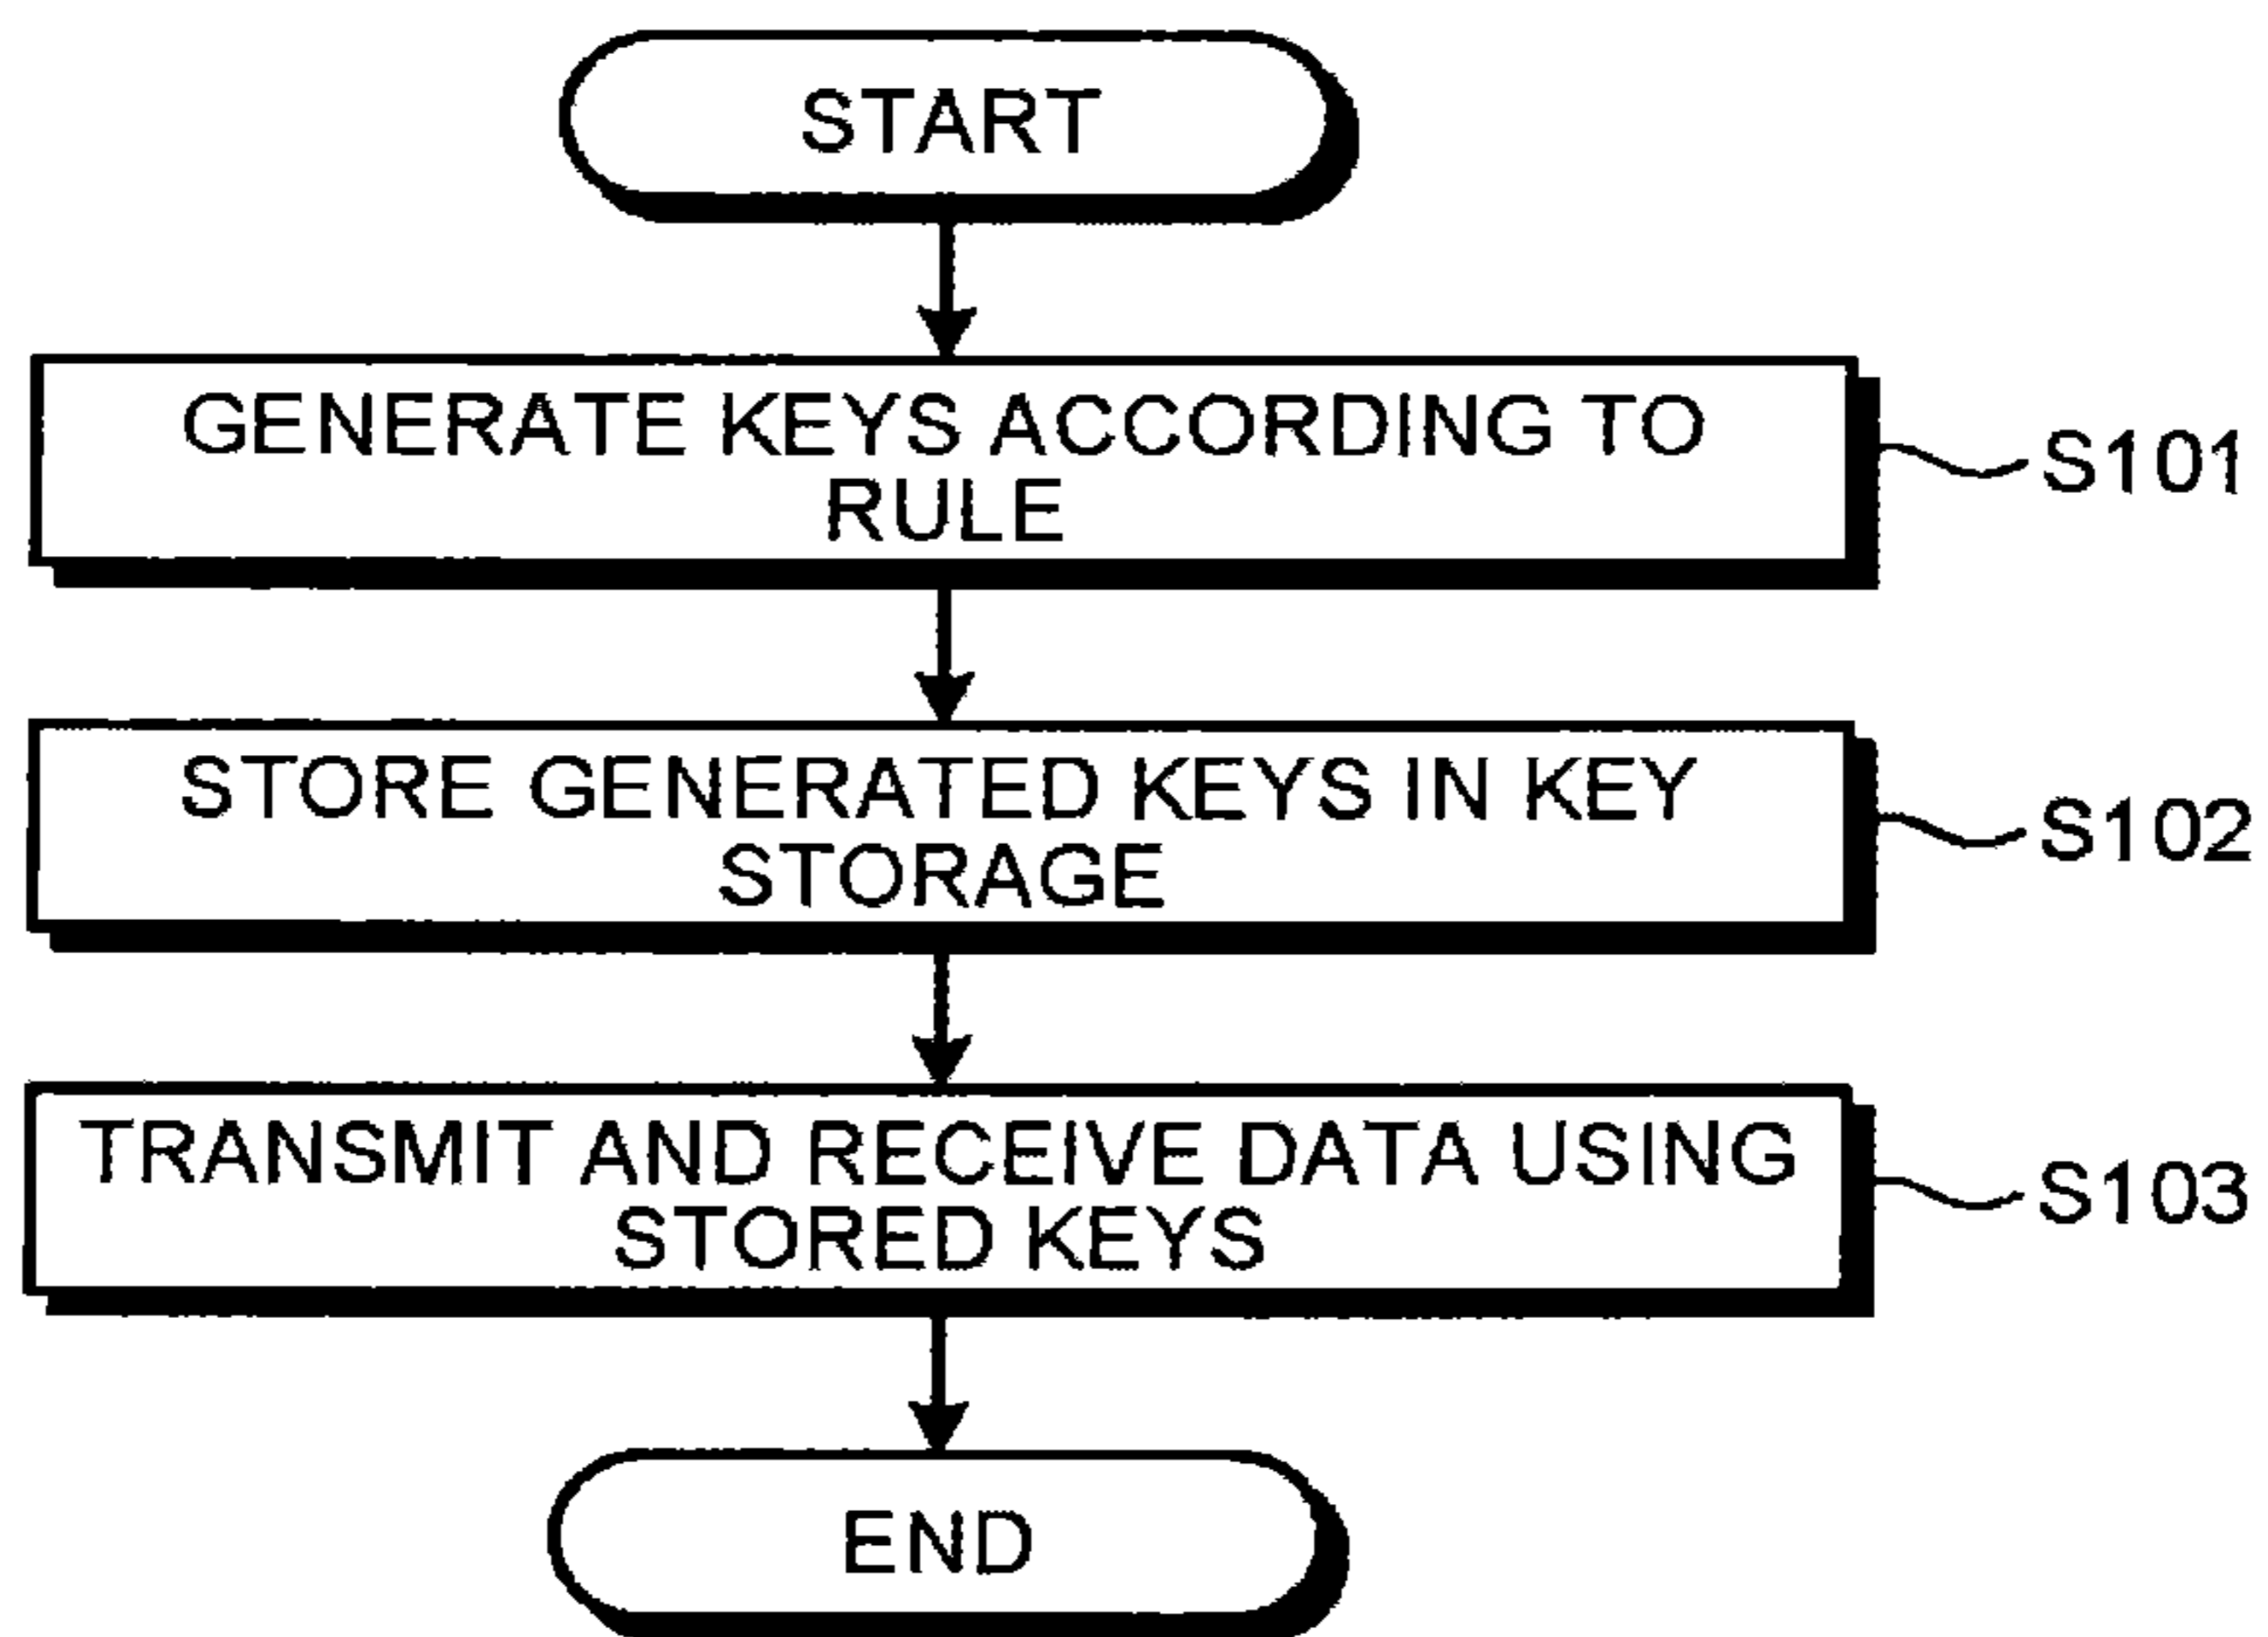 START
GENERATE KEYS ACCORDING TO
RULE
S101
STORE GENERATED KEYS IN KEY
STORAGE
S102
TRANSMIT AND RECEIVE DATA USING
STORED KEYS
S103
END